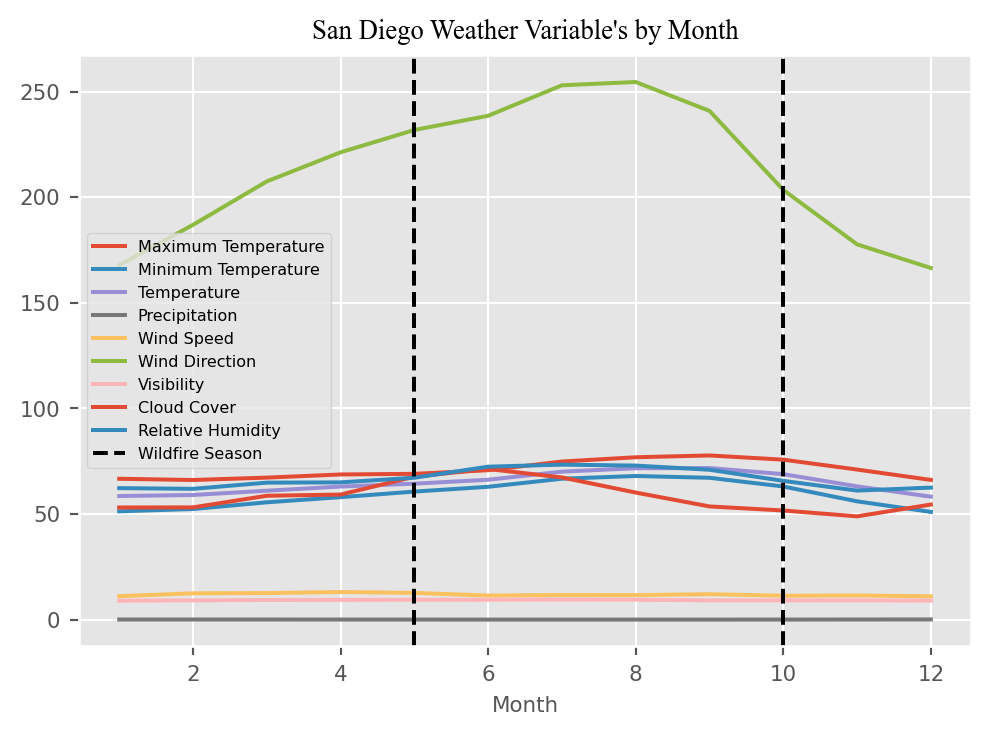 San Diego Weather Variable's by Month
250
200
150
100
50
0
Maximum Temperature
Minimum Temperature
Temperature
Precipitation
Wind Speed
Wind Direction
Visibility
Cloud Cover
Relative Humidity
Wildfire Season
2 4 6 8 10 12
Month